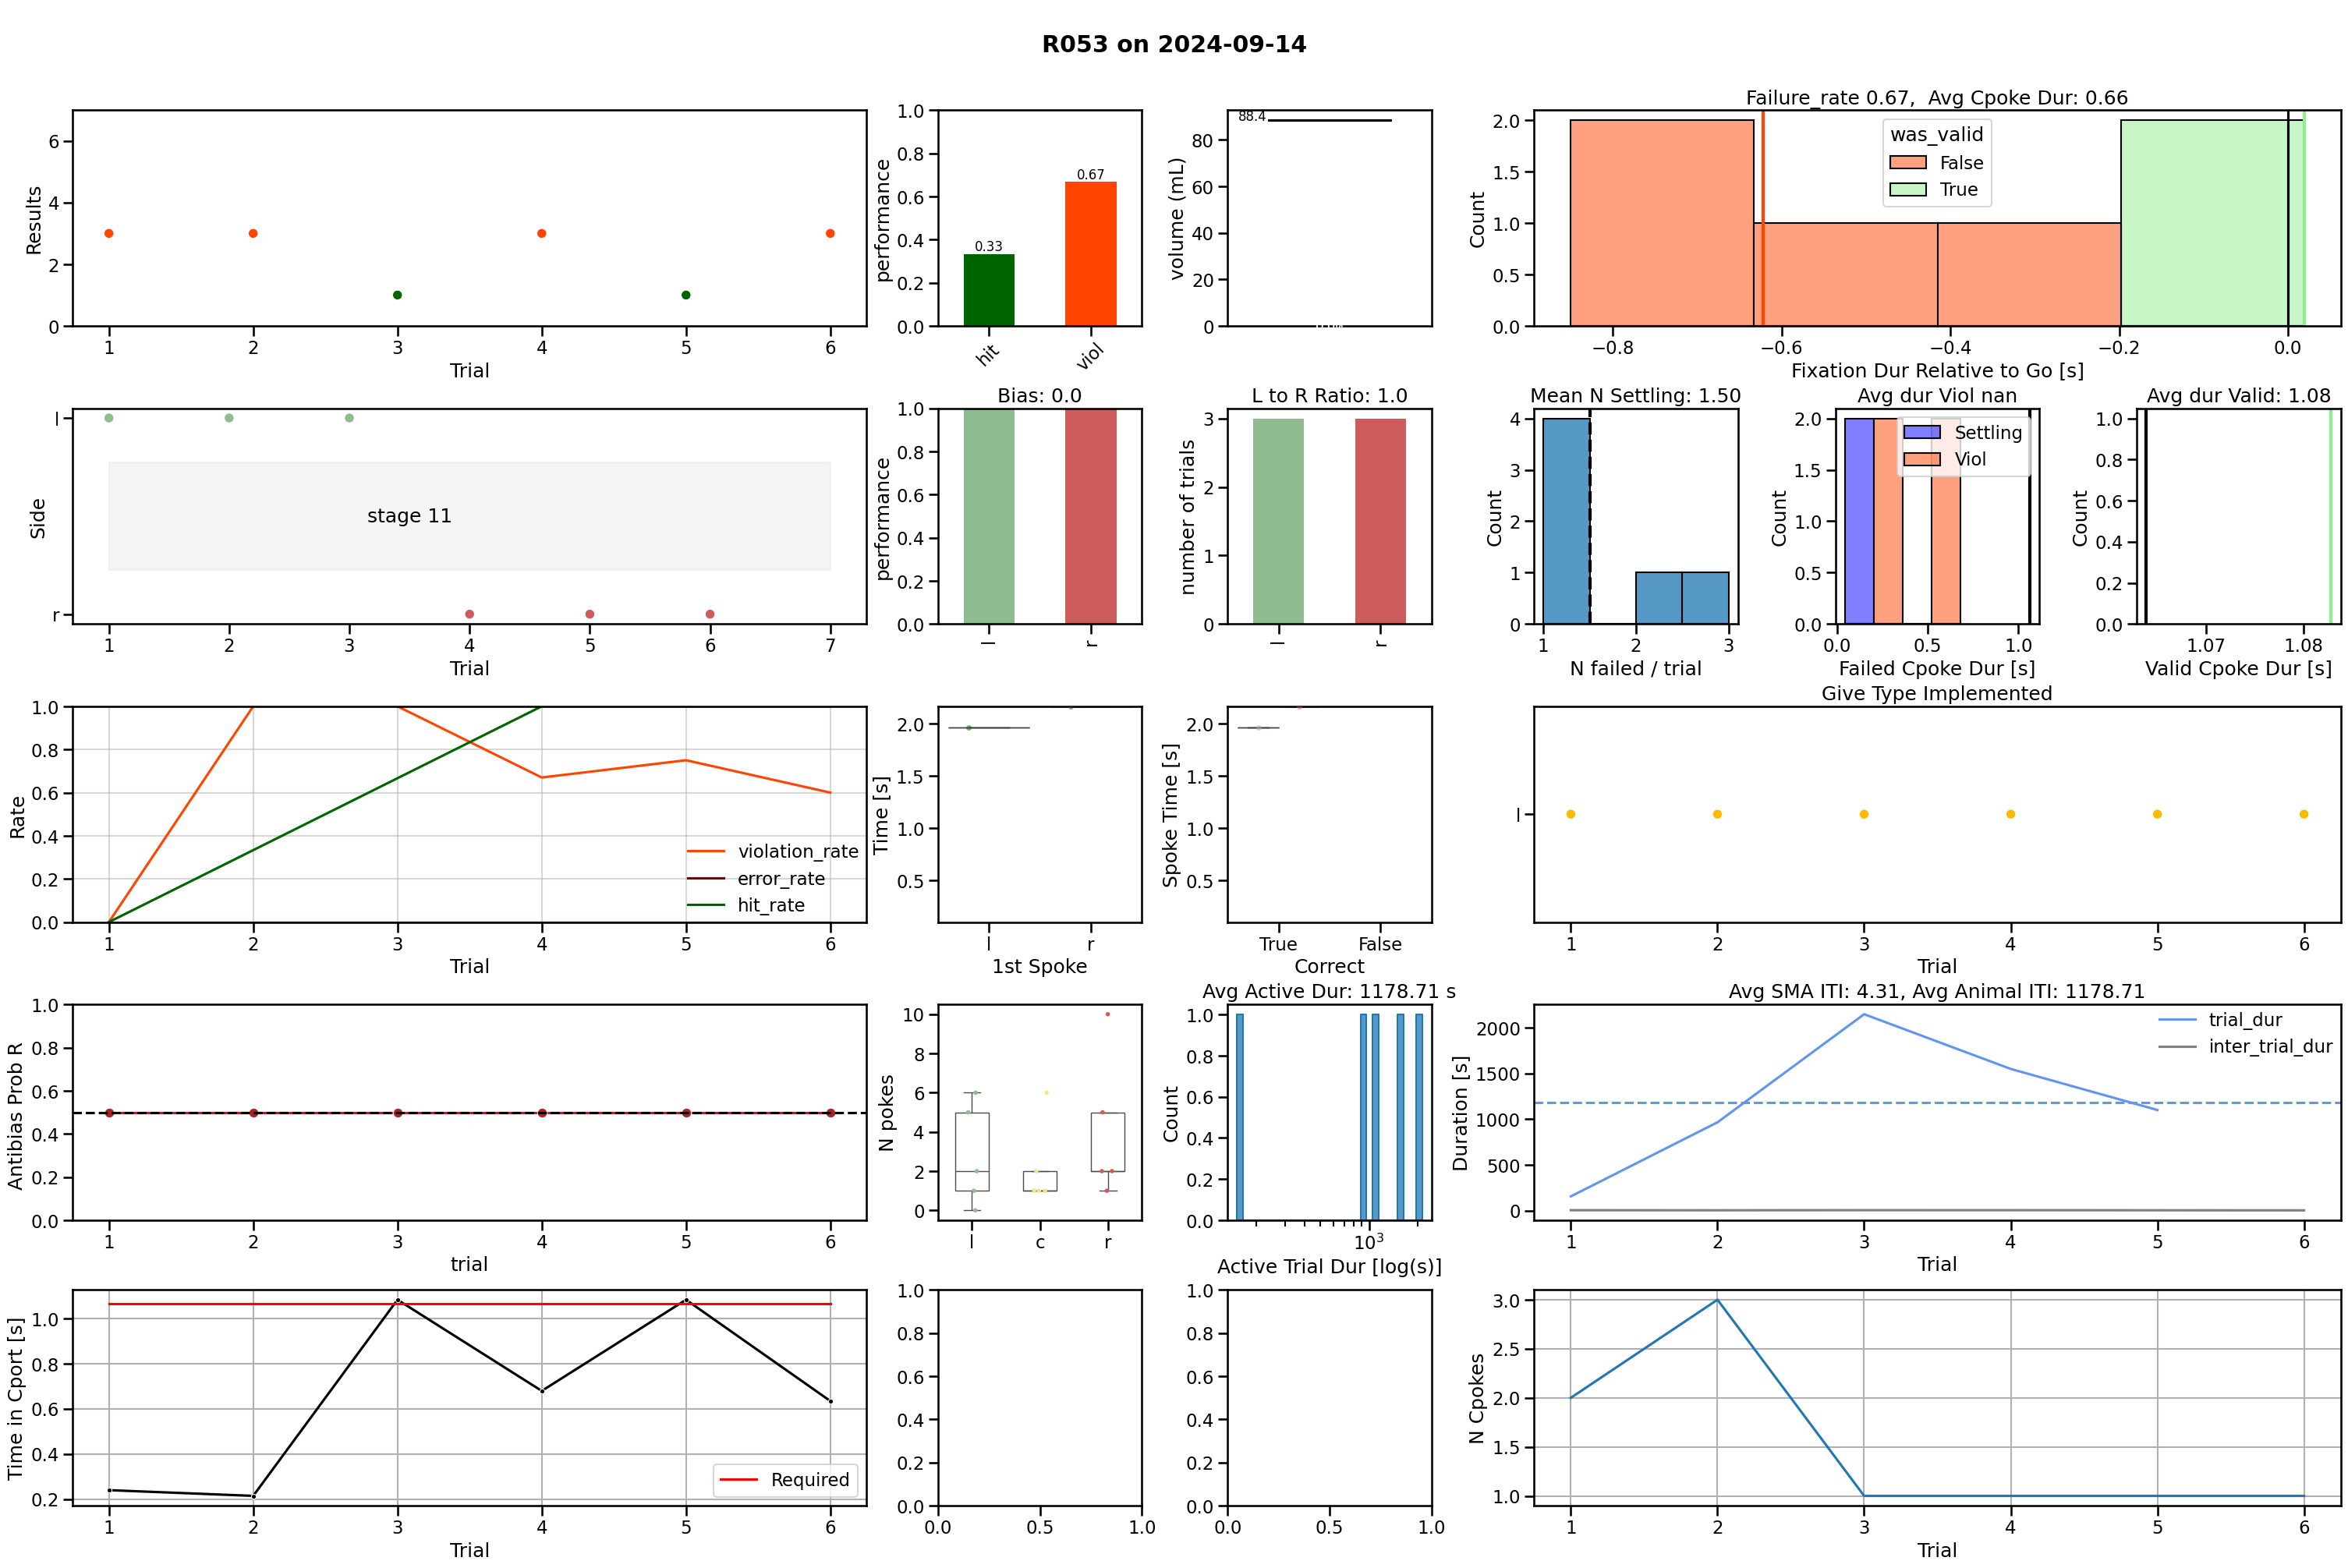 R053 on 2024-09-14
Results
6
4
2
0
1 2 3 4 5 6
Trial
performance
1.0
0.8
0.6
0.4
0.2
0.0
0.33
0.67
hit viol
volume (mL)
80
60
40
20
0
88.4
Failure_rate 0.67,  Avg Cpoke Dur: 0.66
Count
2.0
1.5
1.0
0.5
0.0
was_valid
False
True
−0.8 −0.6 −0.4 −0.2 0.0
Fixation Dur Relative to Go [s]
Side
l
r
stage 11
1 2 3 4 5 6 7
Trial
Bias: 0.0
performance
1.0
0.8
0.6
0.4
0.2
0.0
l r
L to R Ratio: 1.0
number of trials
3
2
1
0
l r
Mean N Settling: 1.50
Count
4
3
2
1
0
1 2 3
N failed / trial
Avg dur Viol nan
Count
2.0
1.5
1.0
0.5
0.0
Settling
Viol
0.0 0.5 1.0
Failed Cpoke Dur [s]
Avg dur Valid: 1.08
Count
1.0
0.8
0.6
0.4
0.2
0.0
1.07 1.08
Valid Cpoke Dur [s]
Rate
1.0
0.8
0.6
0.4
0.2
0.0
violation_rate
error_rate
hit_rate
1 2 3 4 5 6
Trial
Time [s]
2.0
1.5
1.0
0.5
l r
1st Spoke
Spoke Time [s]
2.0
1.5
1.0
0.5
True False
Correct
Give Type Implemented
l
1 2 3 4 5 6
Trial
Antibias Prob R
1.0
0.8
0.6
0.4
0.2
0.0
1 2 3 4 5 6
trial
N pokes
10
8
6
4
2
0
l c r
Avg Active Dur: 1178.71 s
Count
1.0
0.8
0.6
0.4
0.2
0.0
10³
Active Trial Dur [log(s)]
Avg SMA ITI: 4.31, Avg Animal ITI: 1178.71
Duration [s]
2000
1500
1000
500
0
trial_dur
inter_trial_dur
1 2 3 4 5 6
Trial
Time in Cport [s]
1.0
0.8
0.6
0.4
0.2
Required
1 2 3 4 5 6
Trial
1.0
0.8
0.6
0.4
0.2
0.0
0.0 0.5 1.0
1.0
0.8
0.6
0.4
0.2
0.0
0.0 0.5 1.0
N Cpokes
3.0
2.5
2.0
1.5
1.0
1 2 3 4 5 6
Trial